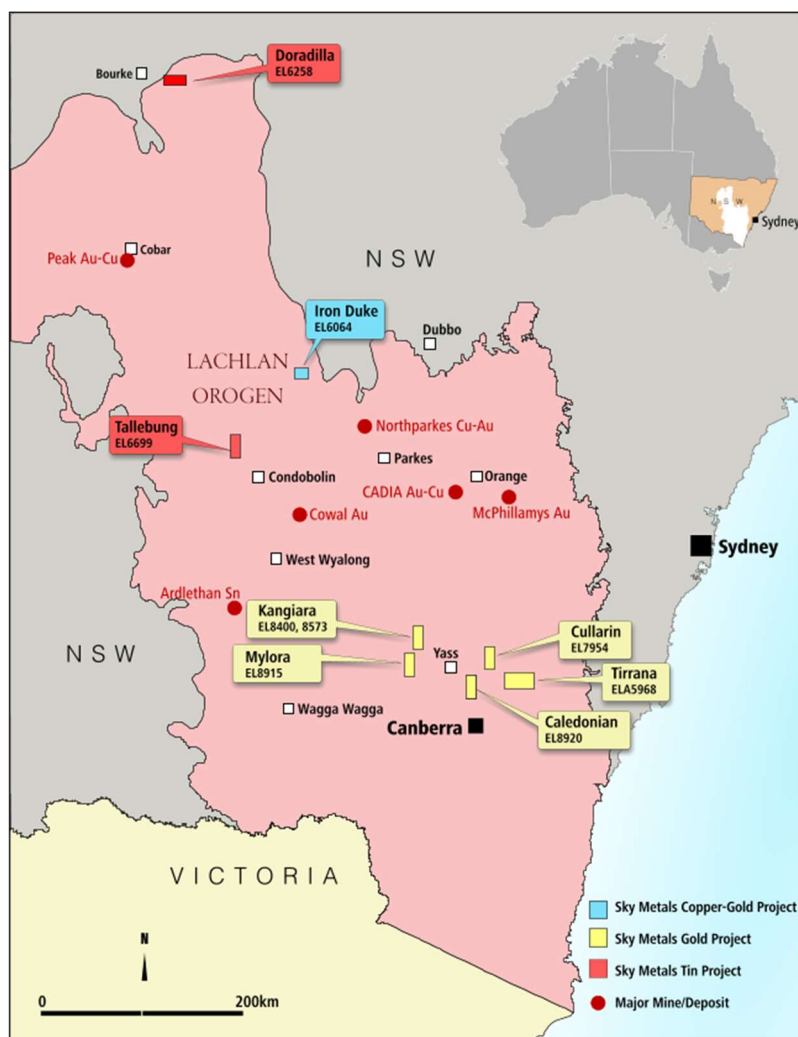 Doradilla
EL6258
Bourke
N S W
Sydney
Cobar
Peak Au-Cu
NSW
Iron Duke
EL6064
Dubbo
LACHLAN
OROGEN
Tallebung
EL6699
Northparkes Cu-Au
Parkes
Condobolin
Orange
CADIA Au-Cu
McPhillamys Au
Cowal Au
Sydney
West Wyalong
Ardlethan Sn
Kangiara
EL8400, 8573
Cullarin
EL7954
NSW
Mylora
EL8915
Yass
Tirrana
ELA5968
Wagga Wagga
Caledonian
EL8920
Canberra
VICTORIA
Sky Metals Copper-Gold Project
Sky Metals Gold Project
Sky Metals Tin Project
Major Mine/Deposit
N
0 200km